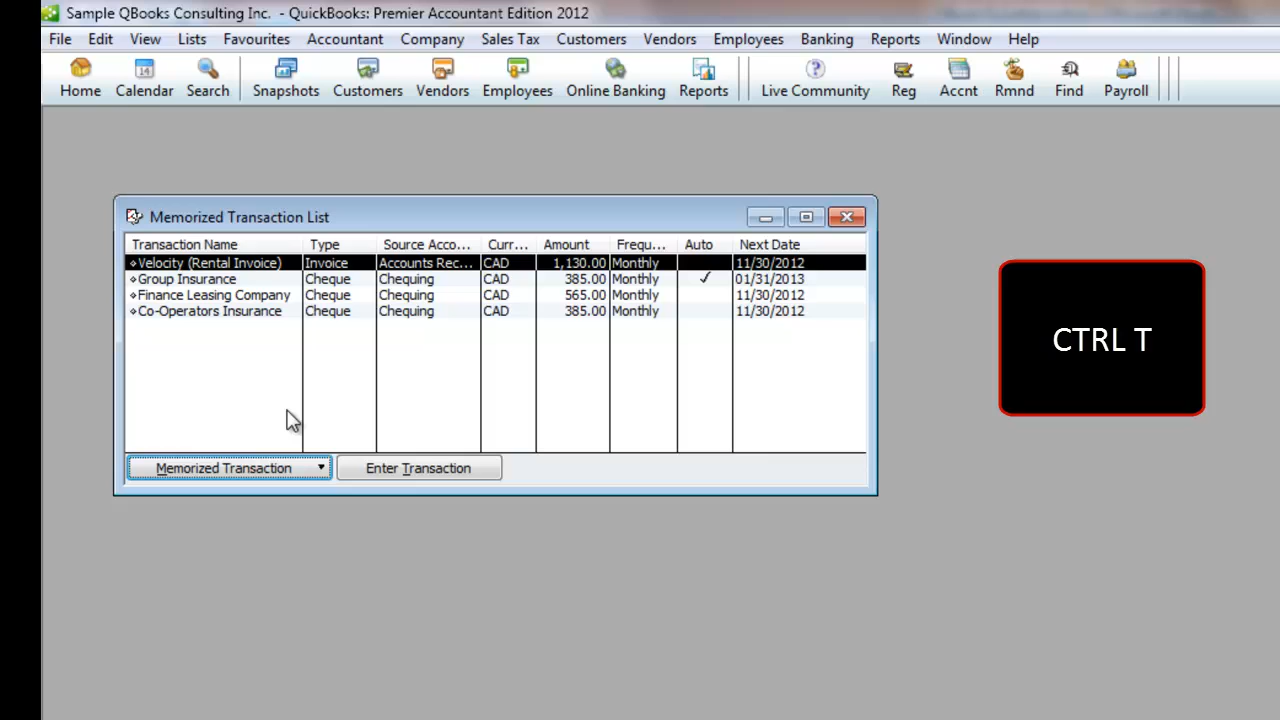 Sample QBooks Consulting Inc. - QuickBooks: Premier Accountant Edition 2012
File Edit View Lists Favourites Accountant Company Sales Tax Customers Vendors Employees Banking Reports Window Help
14
Home Calendar Search Snapshots Customers Vendors Employees Online Banking Reports Live Community Reg Accnt Rmnd Find Payroll
Memorized Transaction List
Transaction Name Type Source Acco... Curr... Amount Frequ... Auto Next Date
Velocity (Rental Invoice) Invoice Accounts Rec... CAD 1,130.00 Monthly 11/30/2012
Group Insurance Cheque Chequing CAD 385.00 Monthly ✓ 01/31/2013
Finance Leasing Company Cheque Chequing CAD 565.00 Monthly 11/30/2012
Co-Operators Insurance Cheque Chequing CAD 385.00 Monthly 11/30/2012
CTRL T
Memorized Transaction Enter Transaction